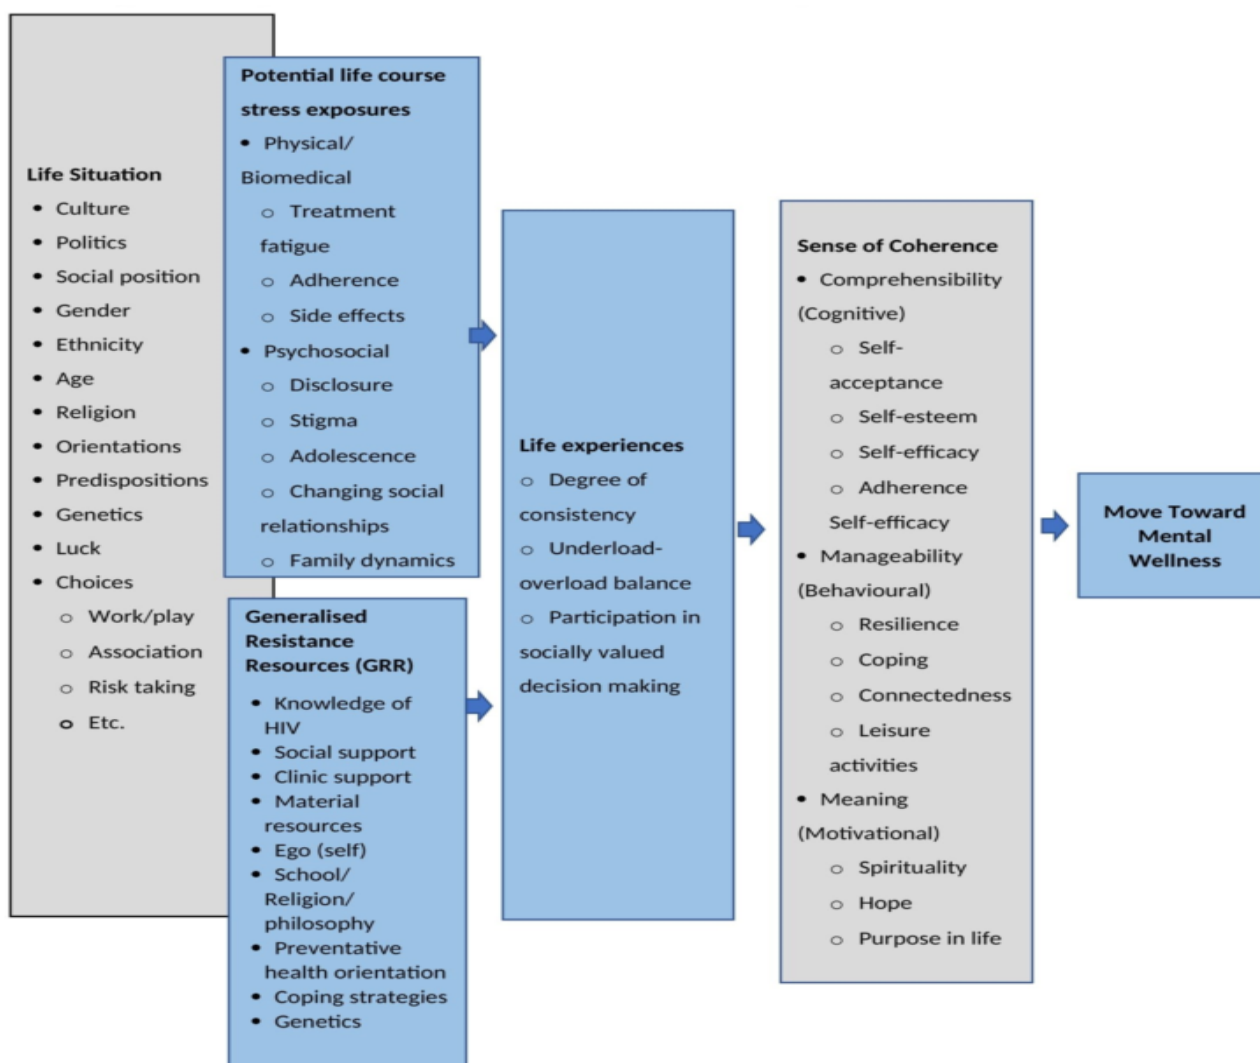 Life Situation
• Culture
• Politics
• Social position
• Gender
• Ethnicity
• Age
• Religion
• Orientations
• Predispositions
• Genetics
• Luck
• Choices
o Work/play
o Association
o Risk taking
o Etc.
Potential life course
stress exposures
• Physical/
Biomedical
o Treatment
fatigue
o Adherence
o Side effects
• Psychosocial
o Disclosure
o Stigma
o Adolescence
o Changing social
relationships
o Family dynamics
Generalised
Resistance
Resources (GRR)
• Knowledge of
HIV
• Social support
• Clinic support
• Material
resources
• Ego (self)
• School/
Religion/
philosophy
• Preventative
health orientation
• Coping strategies
• Genetics
Life experiences
o Degree of
consistency
o Underload-
overload balance
o Participation in
socially valued
decision making
Sense of Coherence
• Comprehensibility
(Cognitive)
o Self-
acceptance
o Self-esteem
o Self-efficacy
o Adherence
Self-efficacy
• Manageability
(Behavioural)
o Resilience
o Coping
o Connectedness
o Leisure
activities
• Meaning
(Motivational)
o Spirituality
o Hope
o Purpose in life
Move Toward
Mental
Wellness